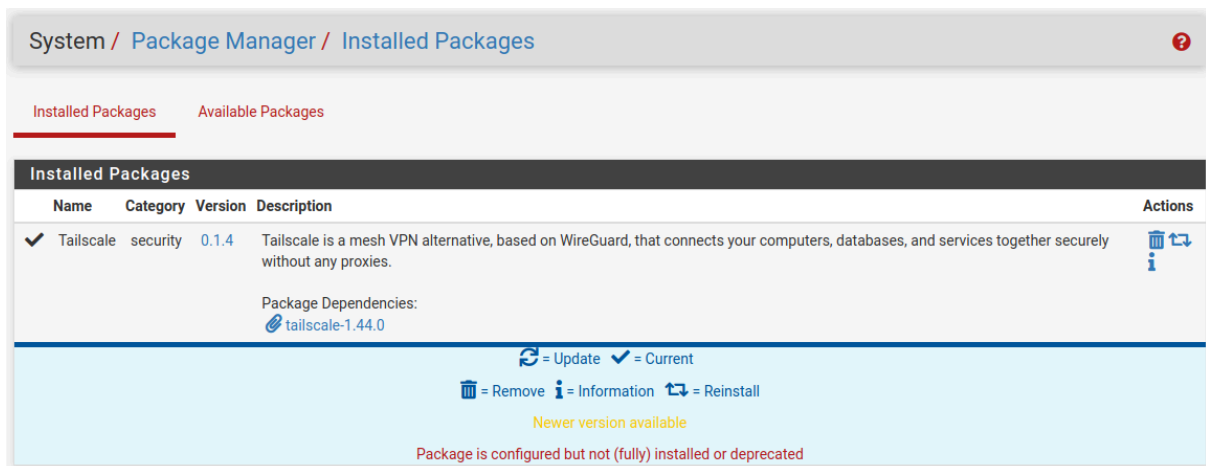 System / Package Manager / Installed Packages
Installed Packages Available Packages
Installed Packages
Name Category Version Description Actions
Tailscale security 0.1.4 Tailscale is a mesh VPN alternative, based on WireGuard, that connects your computers, databases, and services together securely
without any proxies.
Package Dependencies:
tailscale-1.44.0
= Update = Current
= Remove = Information = Reinstall
Newer version available
Package is configured but not (fully) installed or deprecated